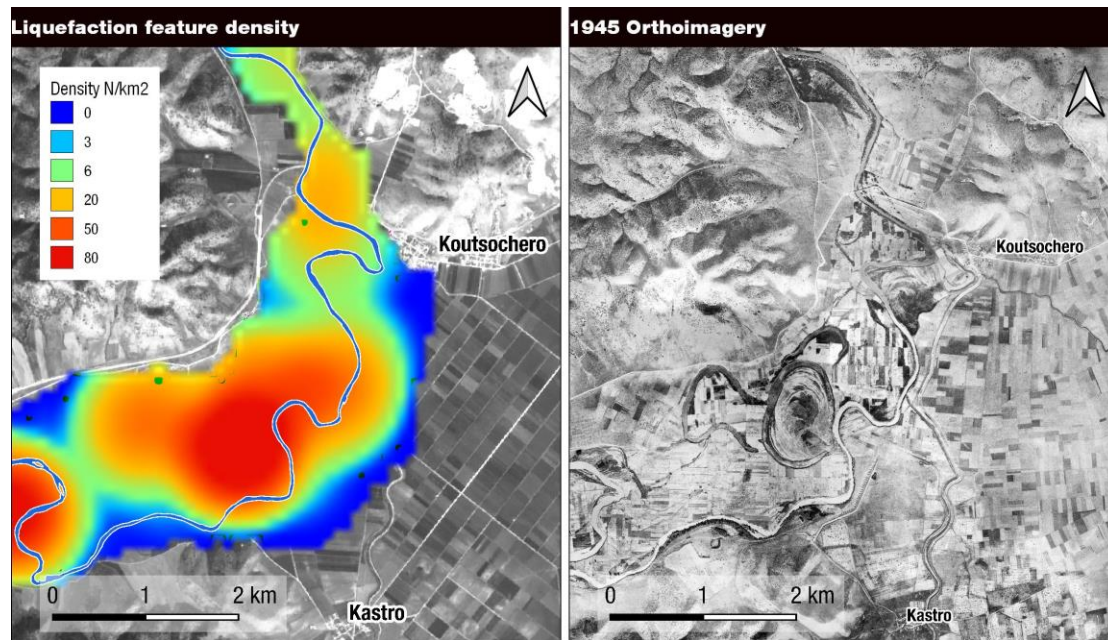 Liquefaction feature density
Density N/km2
0
3
6
20
50
80
Koutsochero
0 1 2 km
Kastro
1945 Orthoimagery
Koutsochero
0 1 2 km
Kastro